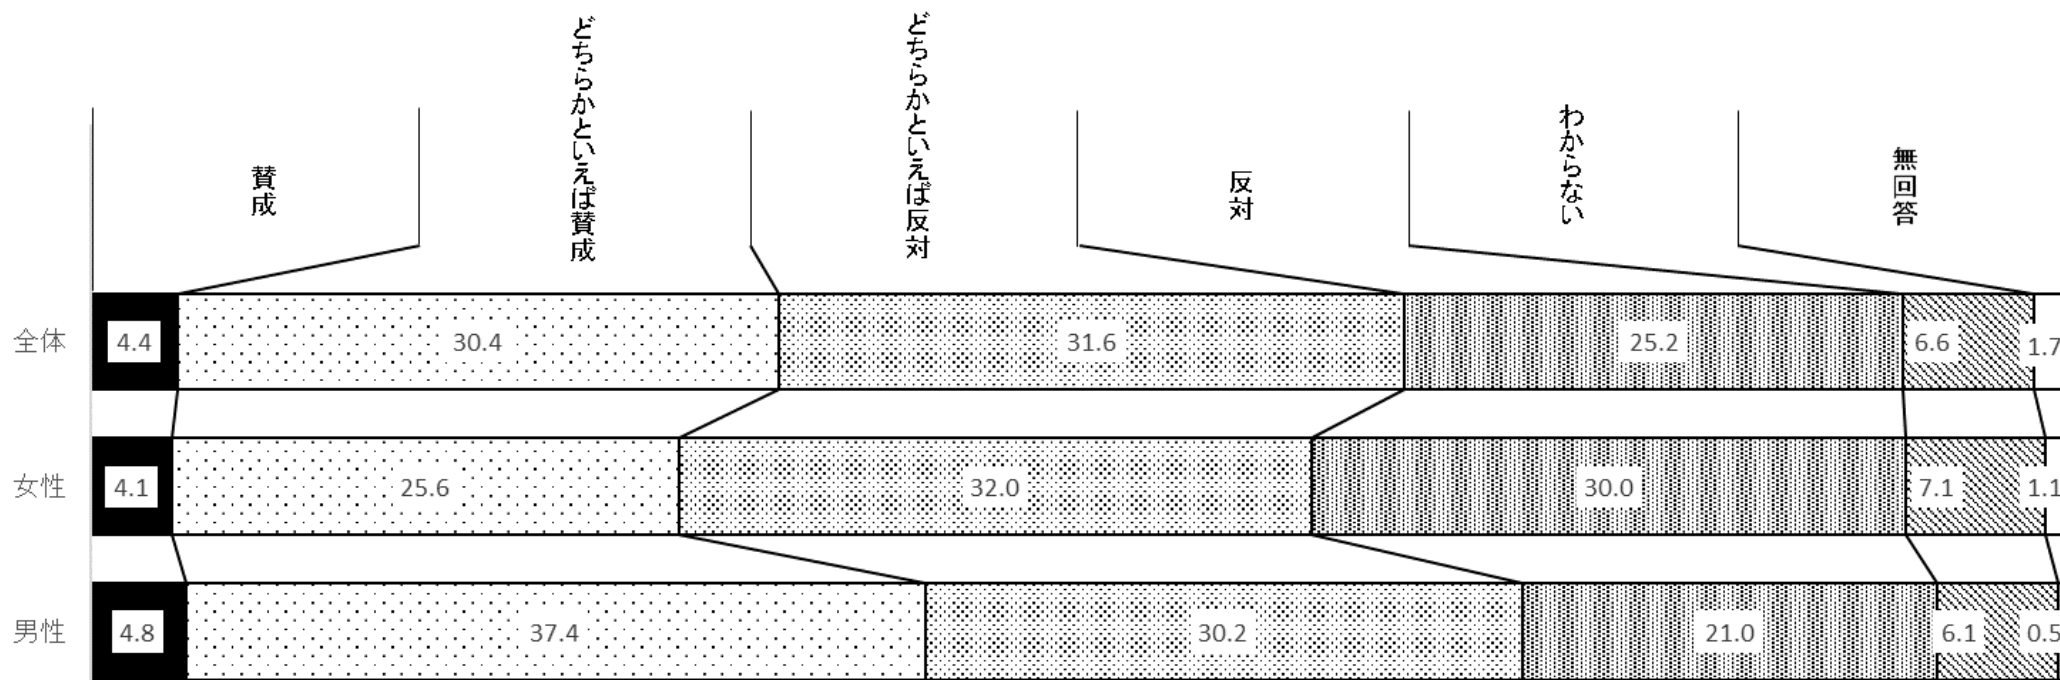 賛成
どちらかといえば賛成
どちらかといえば反対
反対
わからない
無回答
全体 4.4 30.4 31.6 25.2 6.6 1.7
女性 4.1 25.6 32.0 30.0 7.1 1.1
男性 4.8 37.4 30.2 21.0 6.1 0.5